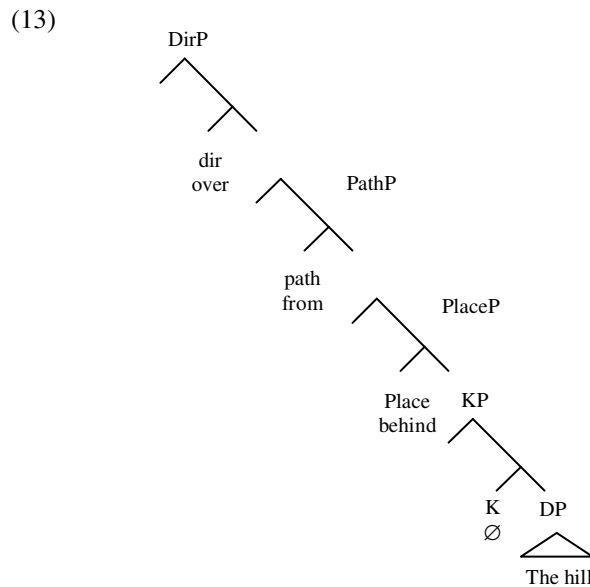 (13)
DirP
dir
over
PathP
path
from
PlaceP
Place
behind
KP
K
∅
DP
The hill